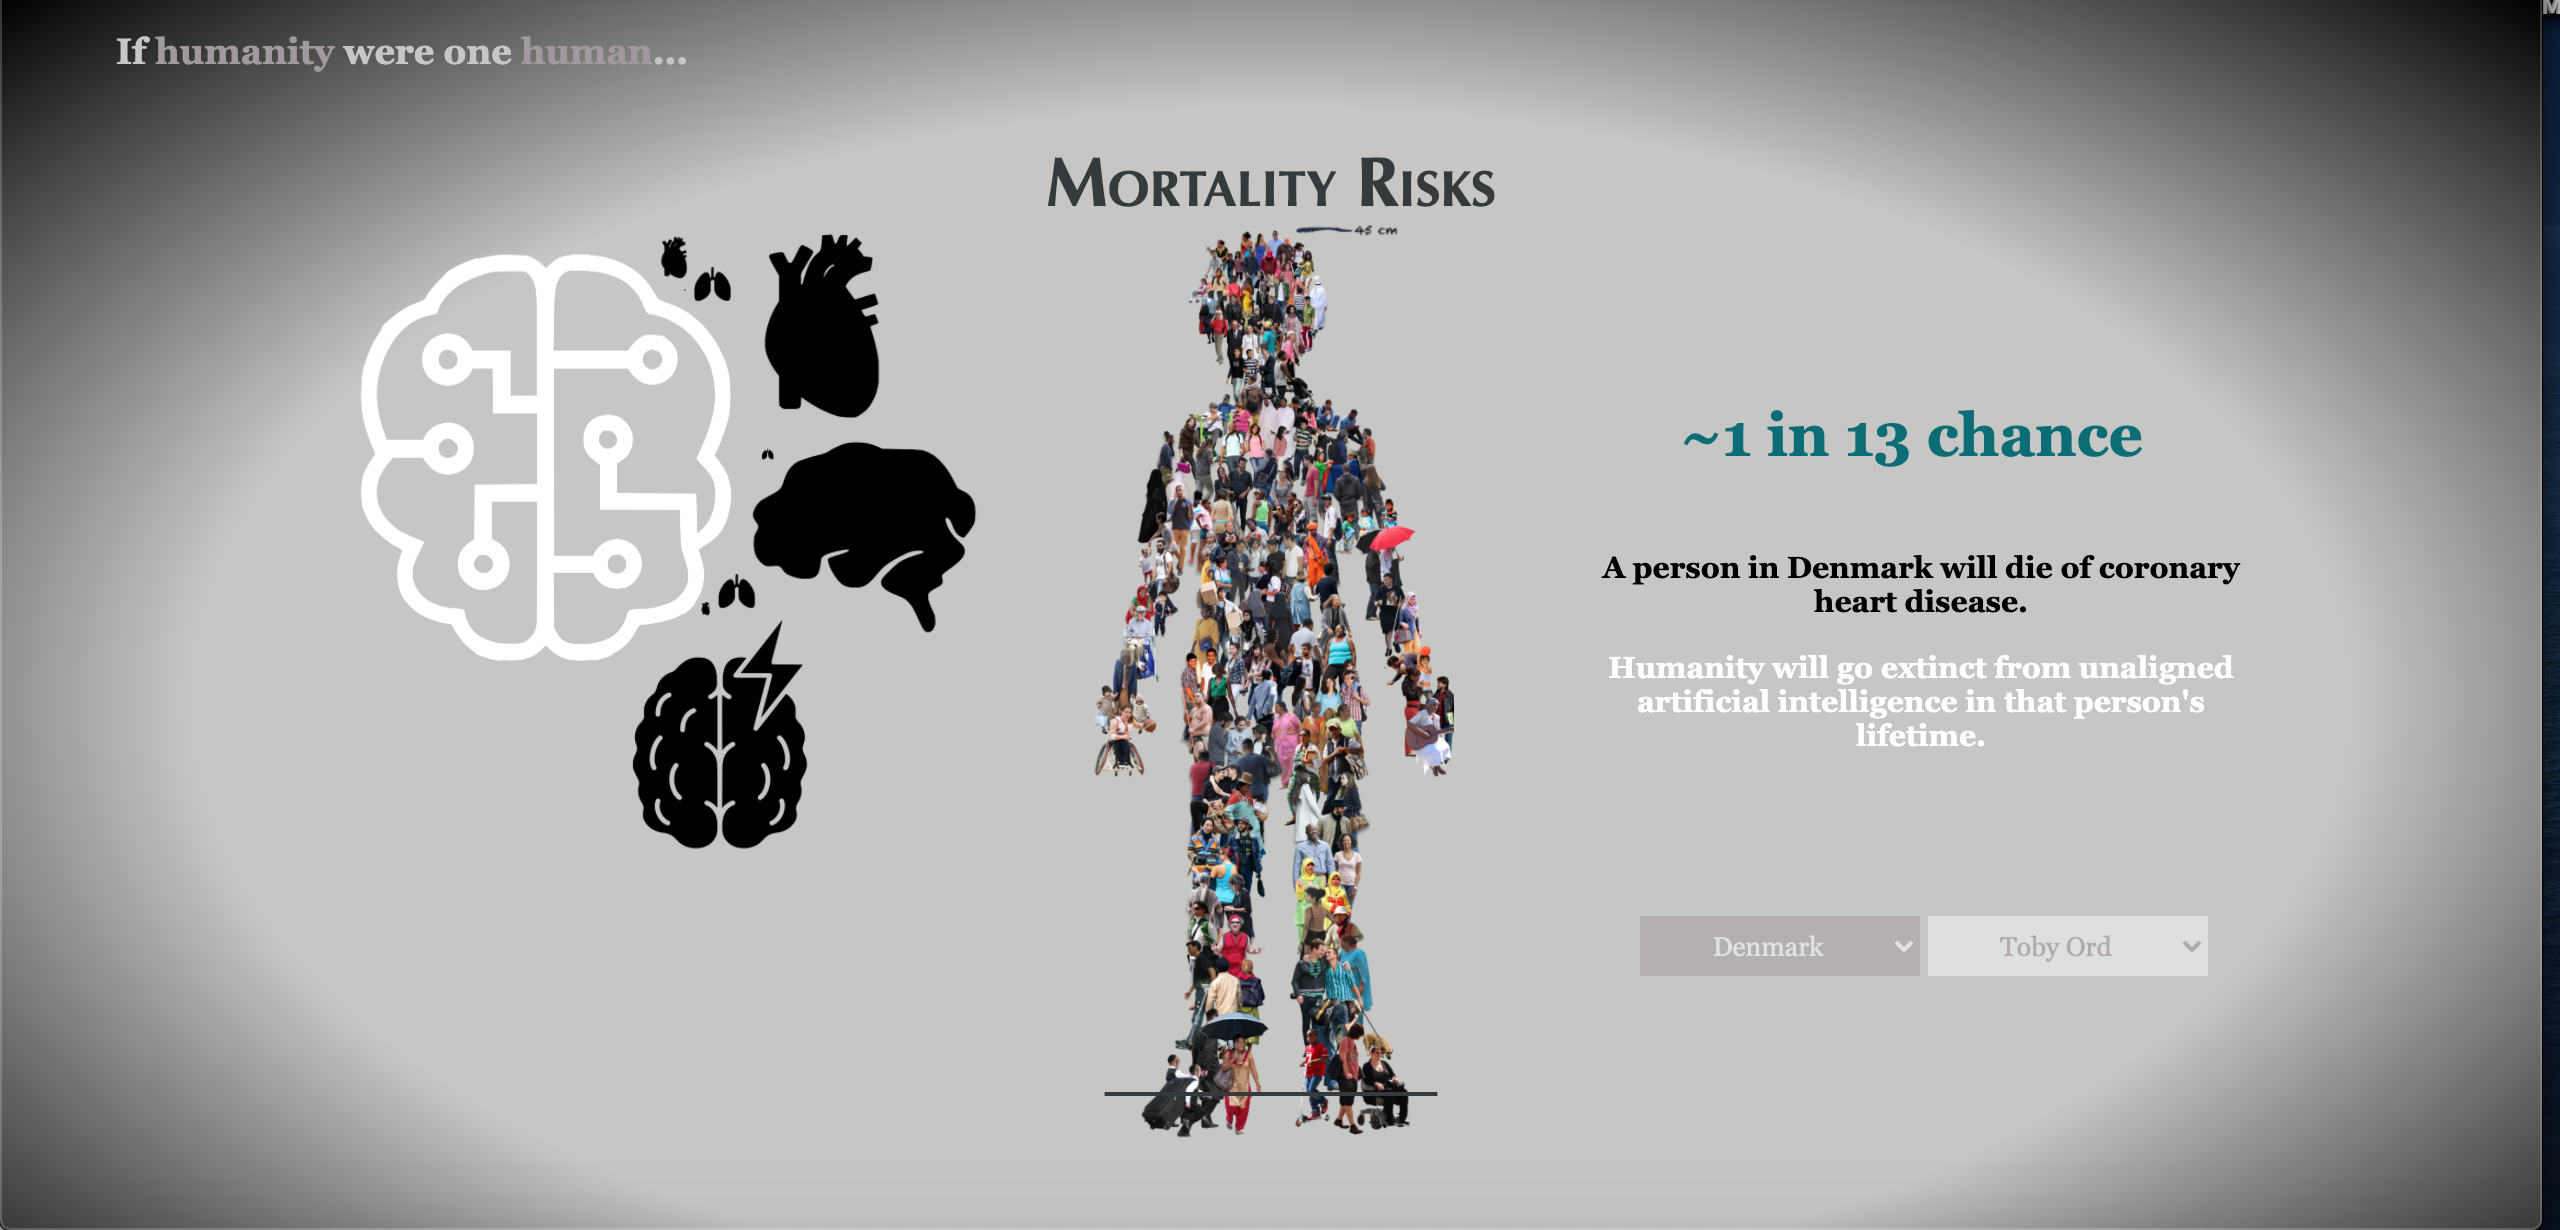 If humanity were one human...
M
Mortality Risks
45 cm
~1 in 13 chance
A person in Denmark will die of coronary
heart disease.
Humanity will go extinct from unaligned
artificial intelligence in that person's
lifetime.
Denmark
Toby Ord